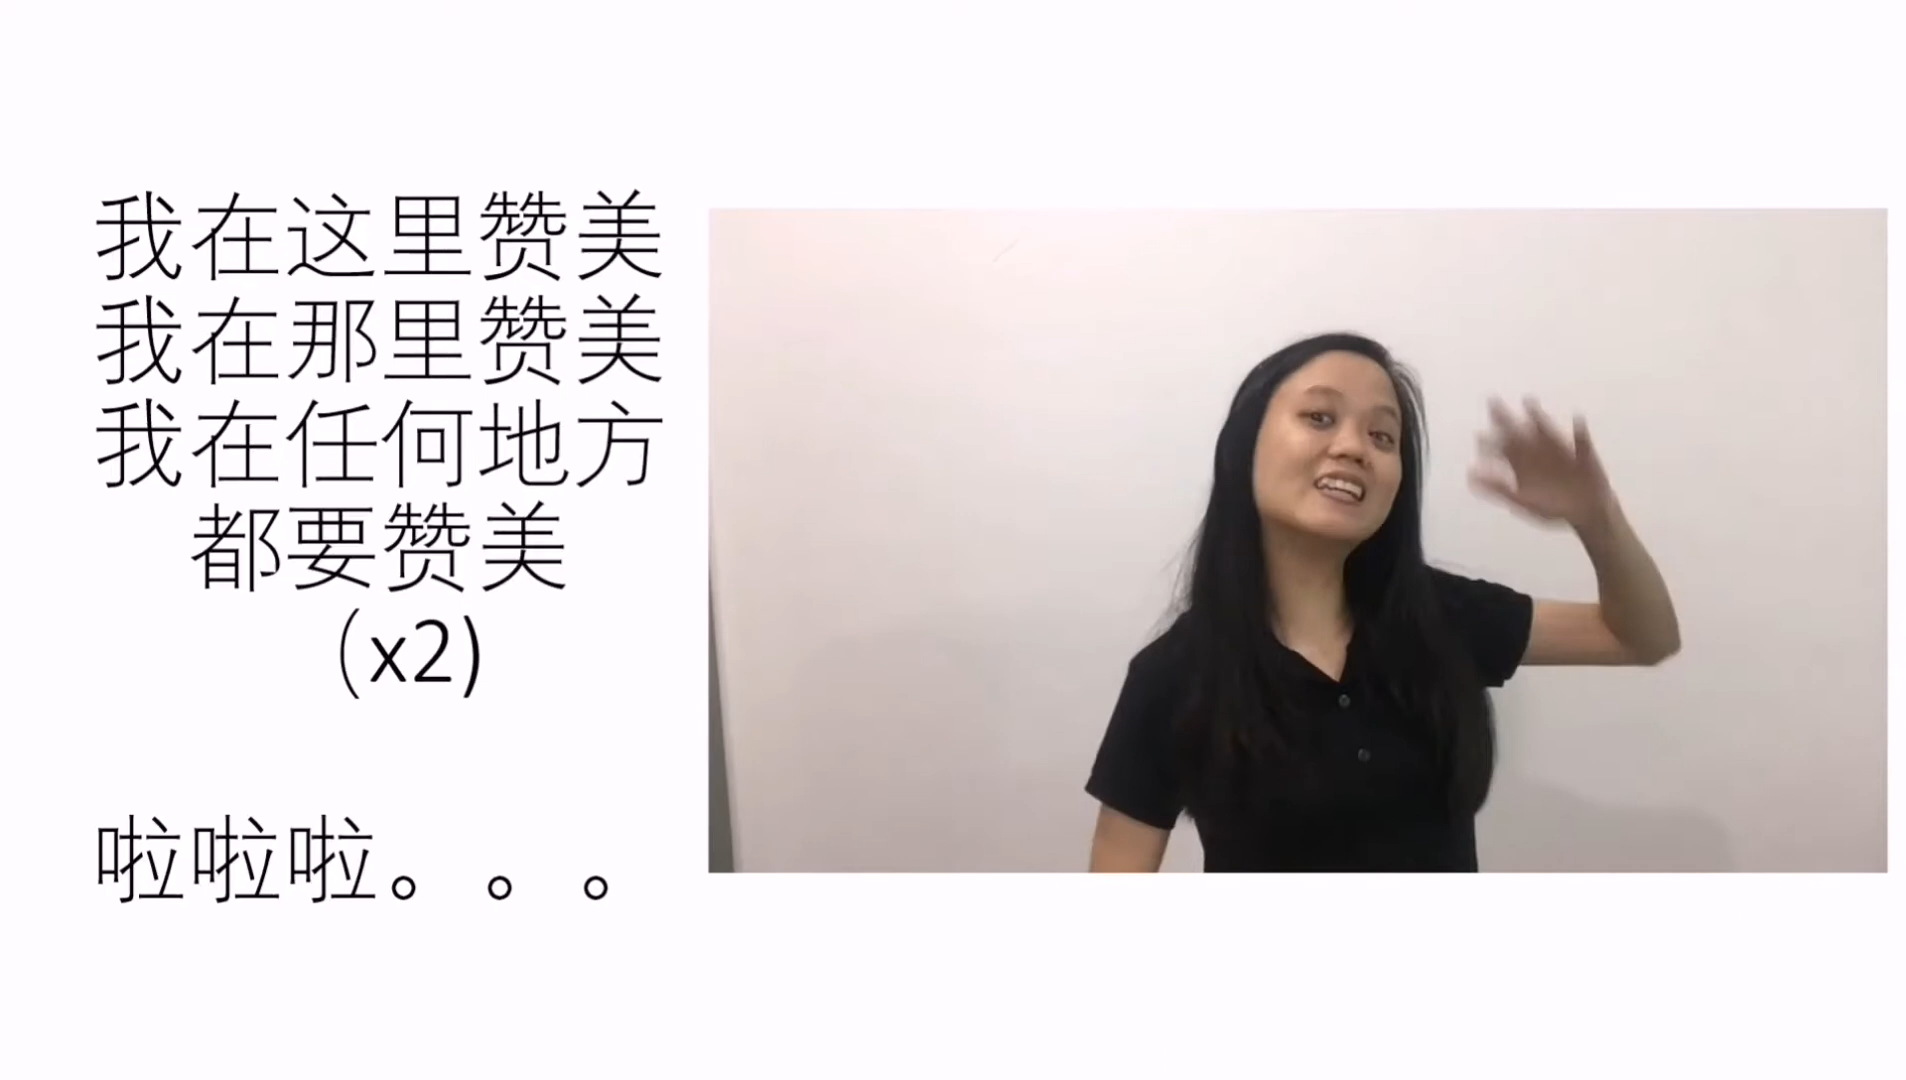 我在这里赞美
我在那里赞美
我在任何地方
都要赞美
（x2)
啦啦啦。。。